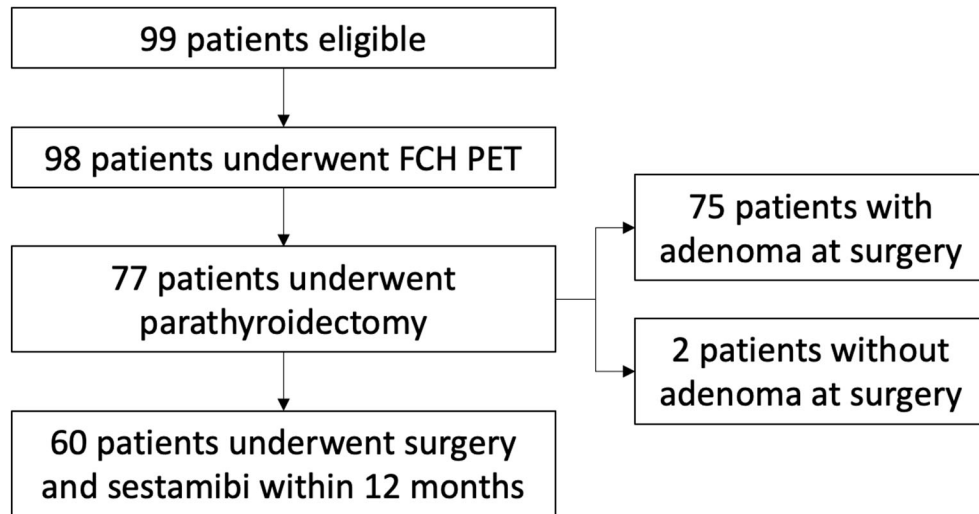 99 patients eligible
98 patients underwent FCH PET
77 patients underwent
parathyroidectomy
75 patients with
adenoma at surgery
2 patients without
adenoma at surgery
60 patients underwent surgery
and sestamibi within 12 months